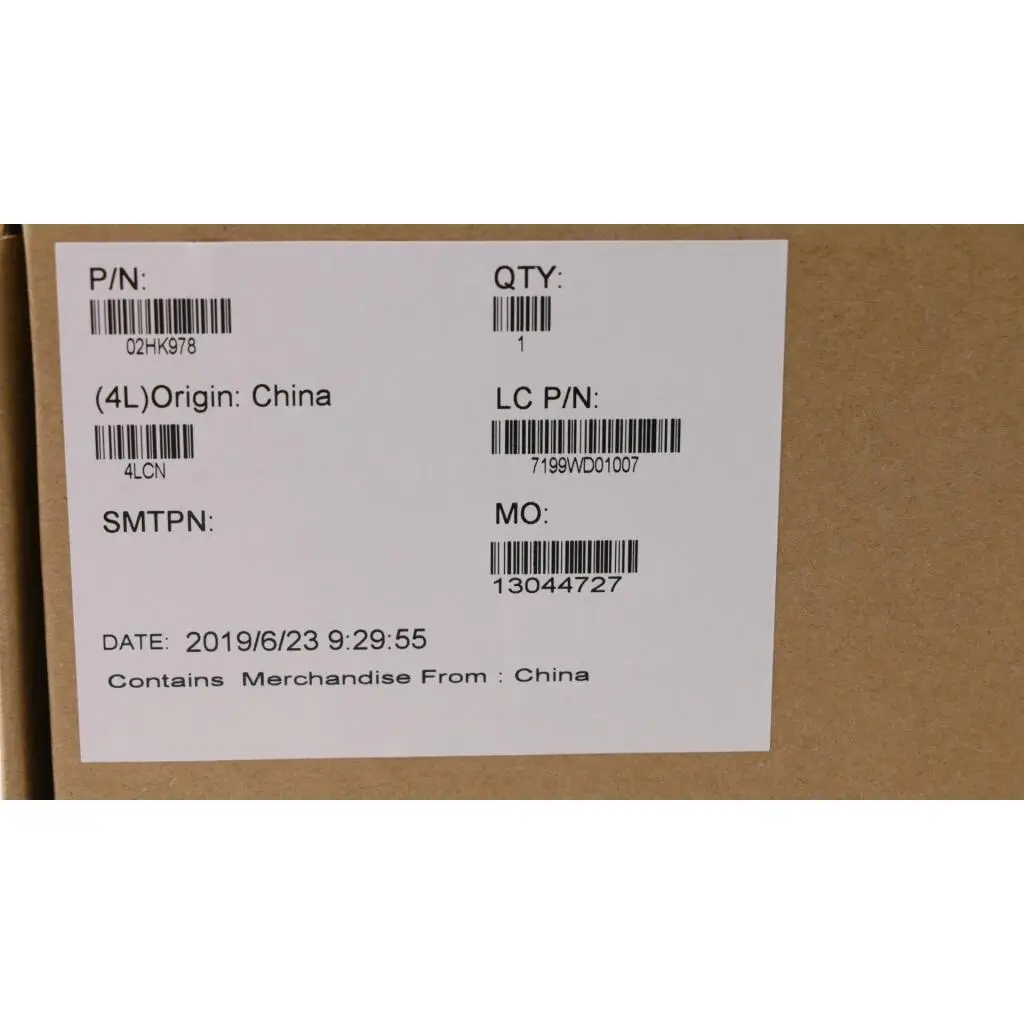 P/N:
02HK978
QTY:
1
(4L)Origin: China
4LCN
LC P/N:
7199WD01007
SMTPN:
MO:
13044727
DATE: 2019/6/23 9:29:55
Contains Merchandise From : China